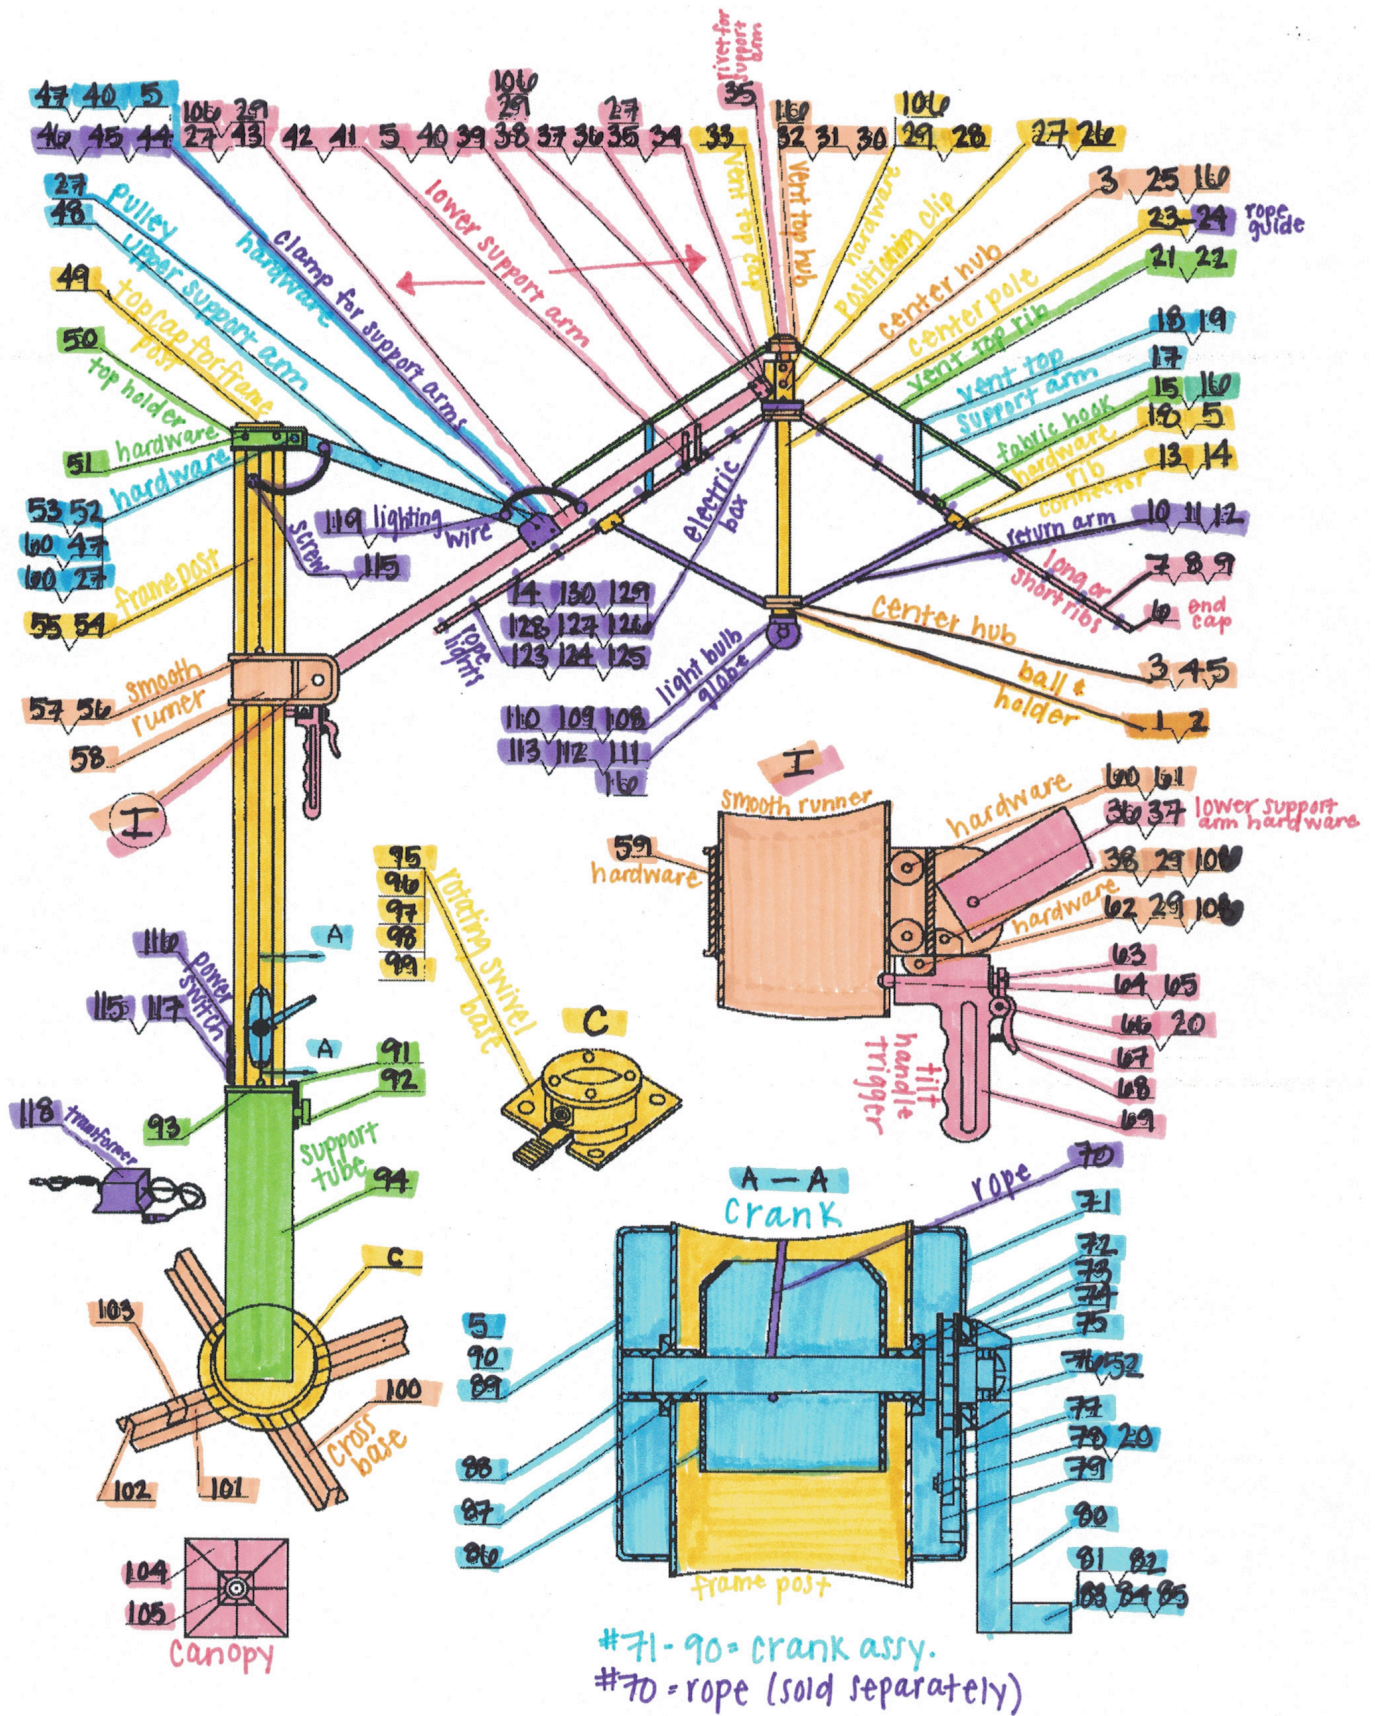 rivet for
support
arm
47 40 5
106 29
106
29
27
35
16
106
46 45 44 27 43 42 41 5 40 39 38 37 36 35 34 33 32 31 30 29 28 27 26
27
48
pulley
upper support arm
clamp for support arms
hardware
lower support arm
vent top cap
vent top hub
hardware
positioning clip
3 25 16
center hub
23-24 rope
guide
center pole
21 22
vent top rib
49
top cap for frame
post
50
top holder
hardware
51
hardware
53 52
60 47
60 27
18 19
vent top
support arm
17
15 16
fabric hook
18 5
hardware
13 14
rib
connector
10 11 12
return arm
7 8 9
long or
short ribs
6 end
cap
electric
box
119 lighting
wire
screw
115
frame post
55 54
14 130 129
128 127 126
123 124 125
rope
lights
light bulb
globe
110 109 108
113 112 111
16
center hub
3 4 5
ball &
holder
1 2
smooth
runner
57 56
58
I
I
smooth runner
59
hardware
hardware
60 61
36 37 lower support
arm hardware
38 29 106
hardware
62 29 106
63
64 65
66 20
67
68
69
tilt
handle
trigger
95
96
97
98
99
rotating swivel
base
C
116
power
switch
115 117
A
A
91
92
93
118 transformer
support
tube
94
C
103
100
cross
base
102 101
104
105
canopy
A — A
crank
rope
70
71
72
73
74
75
76 52
77
78 20
79
80
81 82
83 84 85
5
90
89
88
87
86
frame post
#71-90= crank assy.
#70 = rope (sold separately)